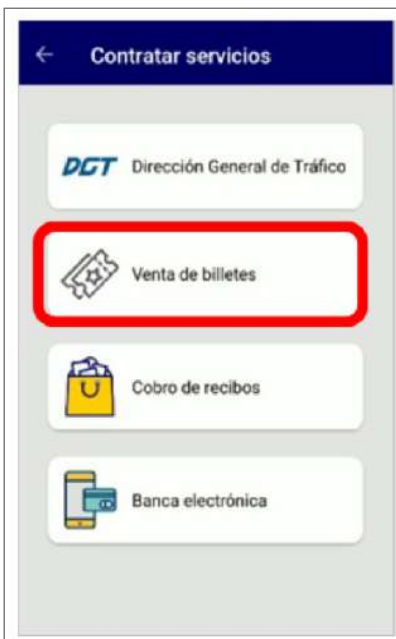 Contratar servicios
DGT Dirección General de Tráfico
Venta de billetes
Cobro de recibos
Banca electrónica